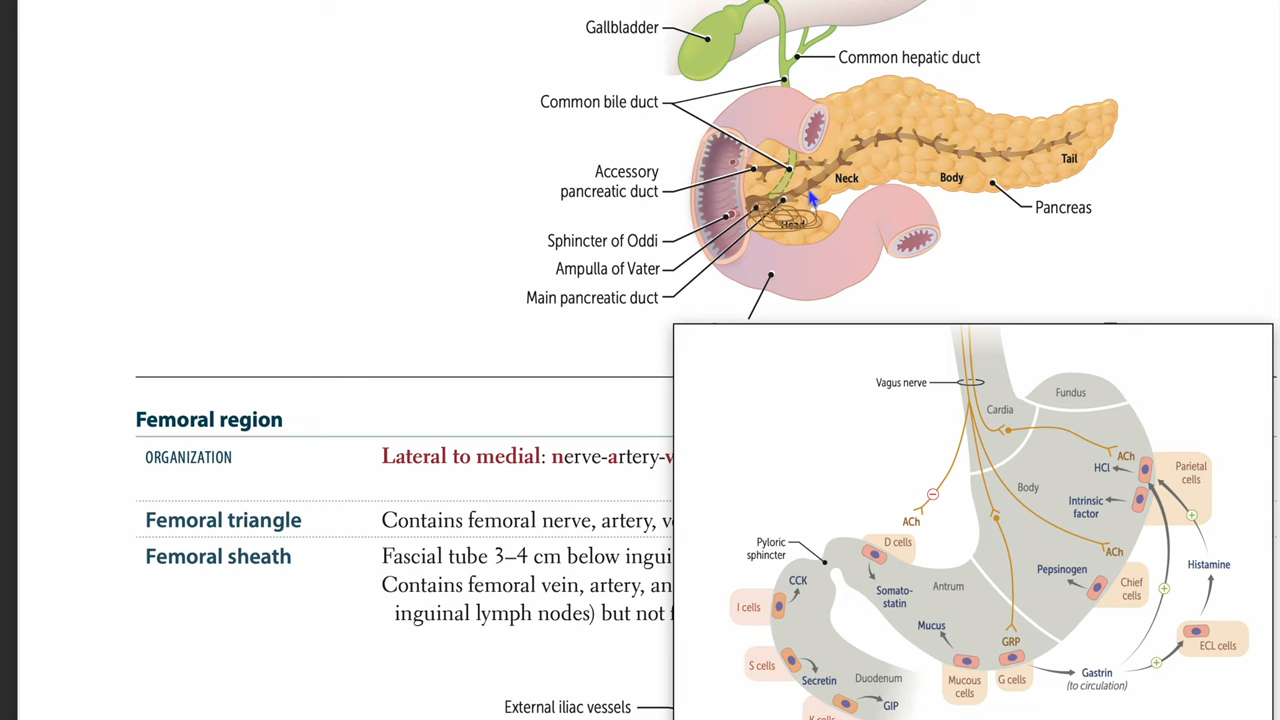 Gallbladder
Common hepatic duct
Common bile duct
Tail
Accessory
pancreatic duct
Neck
Body
Pancreas
Head
Sphincter of Oddi
Ampulla of Vater
Main pancreatic duct
Femoral region
ORGANIZATION
Lateral to medial: nerve-artery-v
Femoral triangle
Contains femoral nerve, artery, v
Femoral sheath
Fascial tube 3–4 cm below ingui
Contains femoral vein, artery, an
inguinal lymph nodes) but not f
External iliac vessels
Vagus nerve
Fundus
Cardia
ACh
HCl
Parietal
cells
Body
Intrinsic
factor
ACh
D cells
ACh
Pyloric
sphincter
Histamine
Pepsinogen
CCK
Somato-
statin
Antrum
Chief
cells
I cells
Mucus
GRP
ECL cells
S cells
Secretin
Duodenum
Mucous
cells
G cells
Gastrin
(to circulation)
GIP
K cells